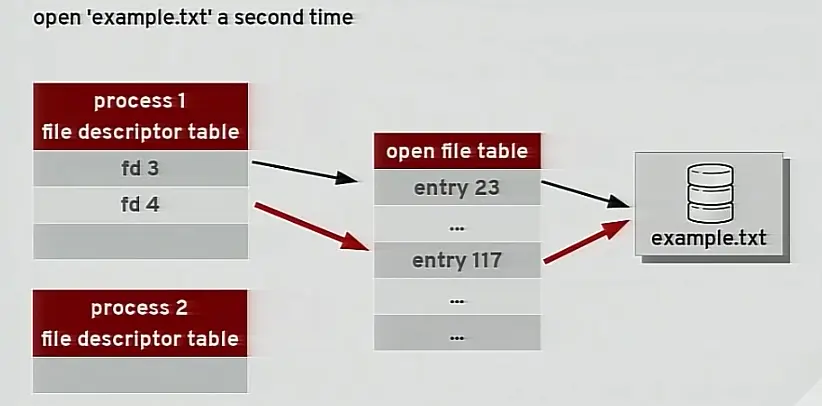 open 'example.txt' a second time
process 1
file descriptor table
fd 3
fd 4
open file table
entry 23
...
entry 117
...
...
example.txt
process 2
file descriptor table